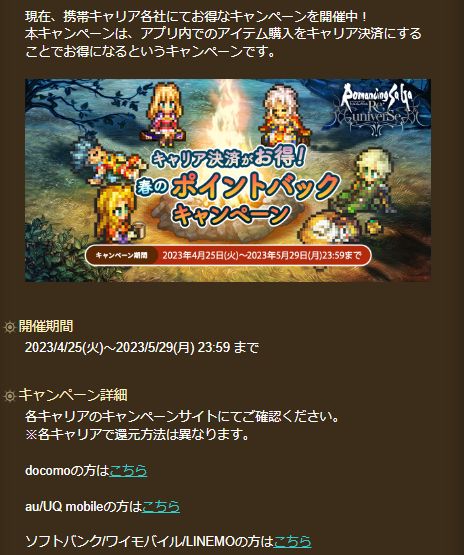 現在、携帯キャリア各社にてお得なキャンペーンを開催中！
本キャンペーンは、アプリ内でのアイテム購入をキャリア決済にする
ことでお得になるというキャンペーンです。
Romancing SaGa
Re;universe
キャリア決済がお得!
春のポイントバック
キャンペーン
キャンペーン期間 2023年4月25日(火)～2023年5月29日(月)23:59まで
開催期間
2023/4/25(火)～2023/5/29(月) 23:59 まで
キャンペーン詳細
各キャリアのキャンペーンサイトにてご確認ください。
※各キャリアで還元方法は異なります。
docomoの方はこちら
au/UQ mobileの方はこちら
ソフトバンク/ワイモバイル/LINEMOの方はこちら